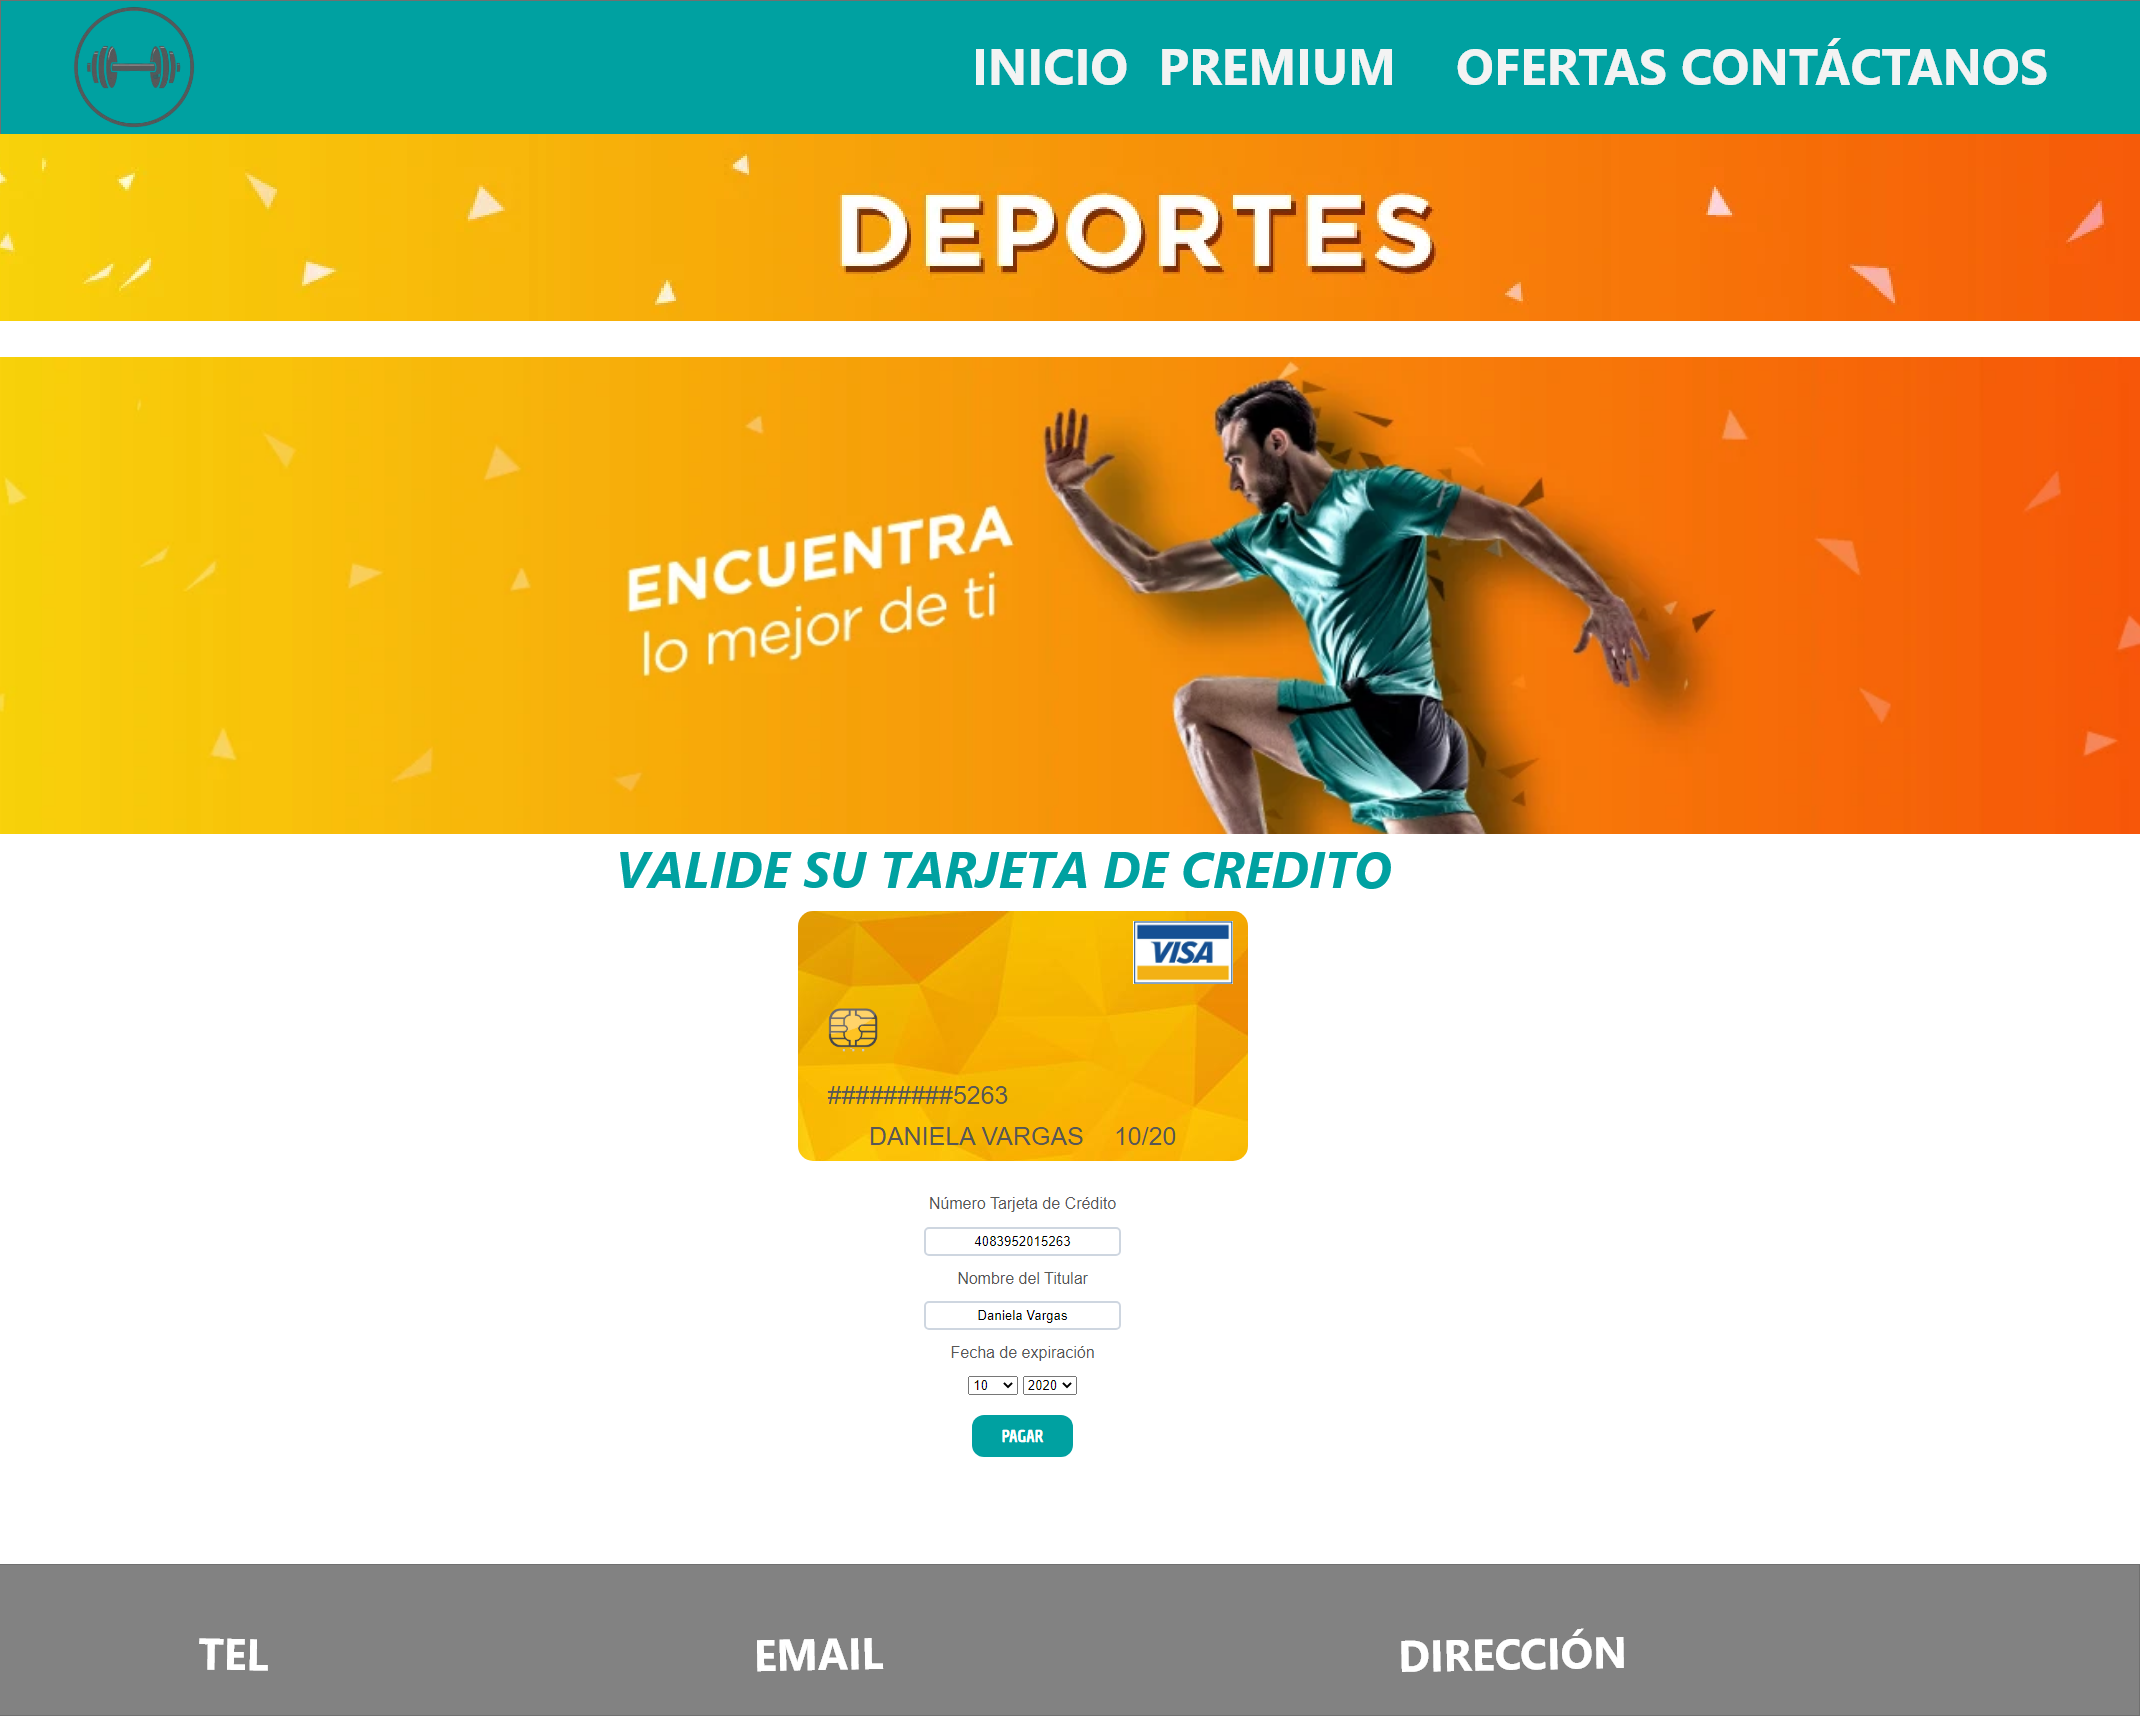 INICIO PREMIUM OFERTAS CONTÁCTANOS
DEPORTES
ENCUENTRA
lo mejor de ti
VALIDE SU TARJETA DE CREDITO
VISA
#########5263
DANIELA VARGAS 10/20
Número Tarjeta de Crédito
4083952015263
Nombre del Titular
Daniela Vargas
Fecha de expiración
10 2020
PAGAR
TEL EMAIL DIRECCIÓN